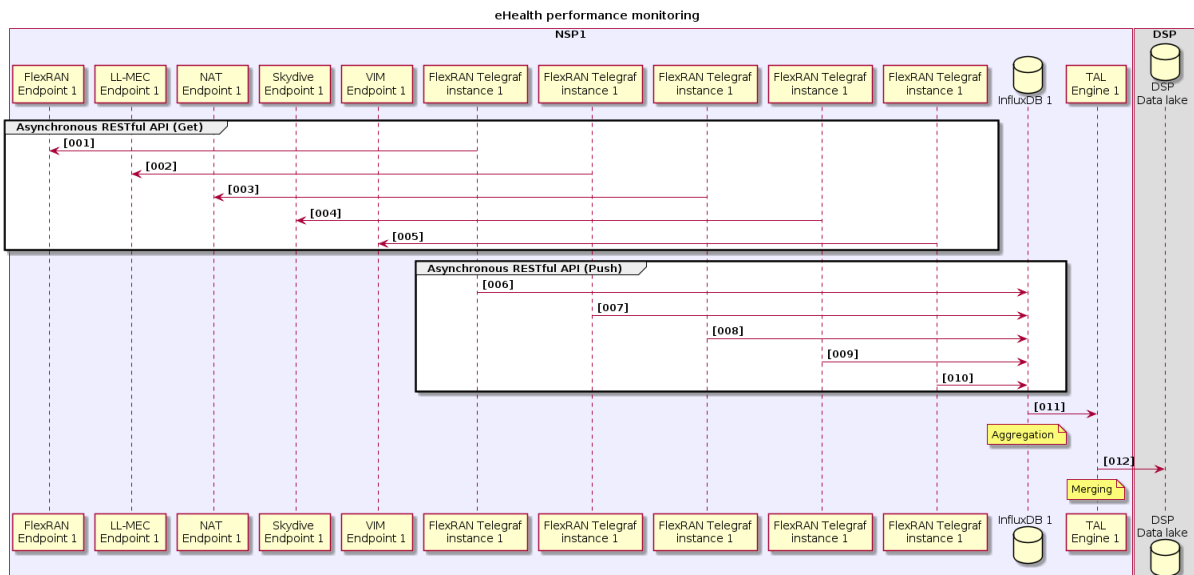 eHealth performance monitoring
NSP1
DSP
FlexRAN
Endpoint 1
LL-MEC
Endpoint 1
NAT
Endpoint 1
Skydive
Endpoint 1
VIM
Endpoint 1
FlexRAN Telegraf
instance 1
FlexRAN Telegraf
instance 1
FlexRAN Telegraf
instance 1
FlexRAN Telegraf
instance 1
FlexRAN Telegraf
instance 1
InfluxDB 1
TAL
Engine 1
DSP
Data lake
Asynchronous RESTful API (Get)
[001]
[002]
[003]
[004]
[005]
Asynchronous RESTful API (Push)
[006]
[007]
[008]
[009]
[010]
[011]
Aggregation
[012]
Merging
FlexRAN
Endpoint 1
LL-MEC
Endpoint 1
NAT
Endpoint 1
Skydive
Endpoint 1
VIM
Endpoint 1
FlexRAN Telegraf
instance 1
FlexRAN Telegraf
instance 1
FlexRAN Telegraf
instance 1
FlexRAN Telegraf
instance 1
FlexRAN Telegraf
instance 1
InfluxDB 1
TAL
Engine 1
DSP
Data lake